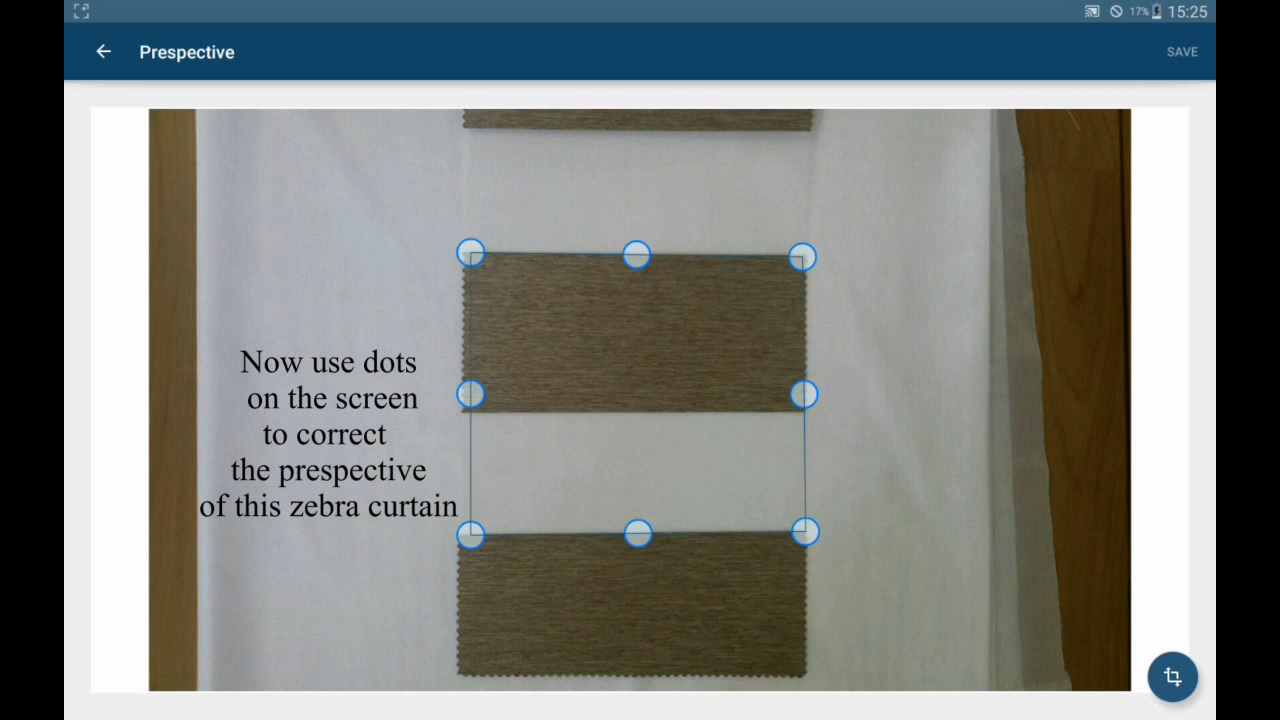 17% 15:25
Prespective
SAVE
Now use dots
on the screen
to correct
the prespective
of this zebra curtain